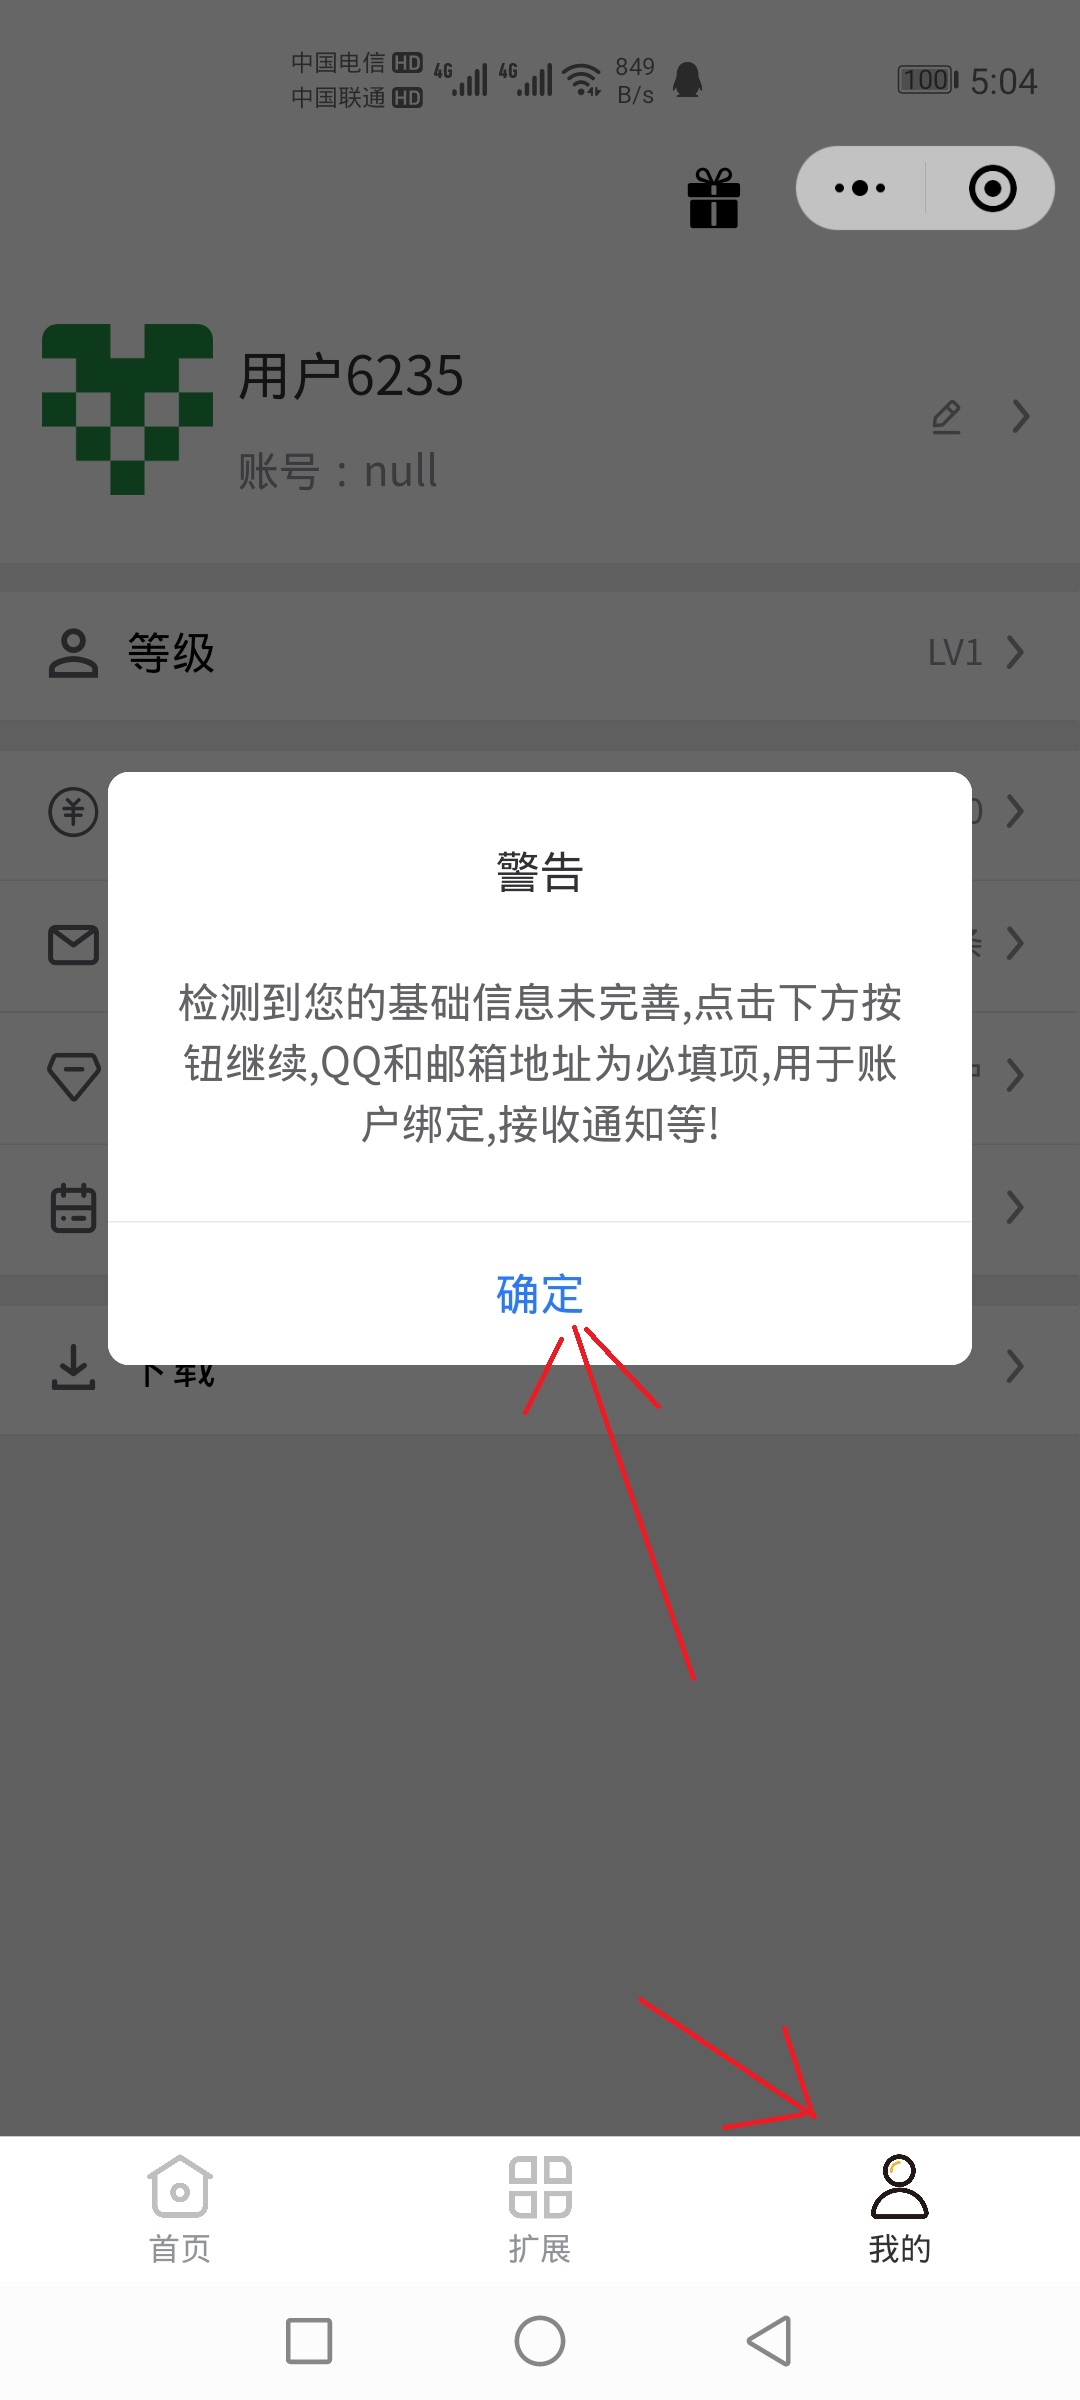 中国电信 HD 4G 4G 849 100 5:04
中国联通 HD B/s
用户6235
账号：null
等级 LV1
警告
检测到您的基础信息未完善,点击下方按
钮继续,QQ和邮箱地址为必填项,用于账
户绑定,接收通知等!
确定
下载
首页 扩展 我的